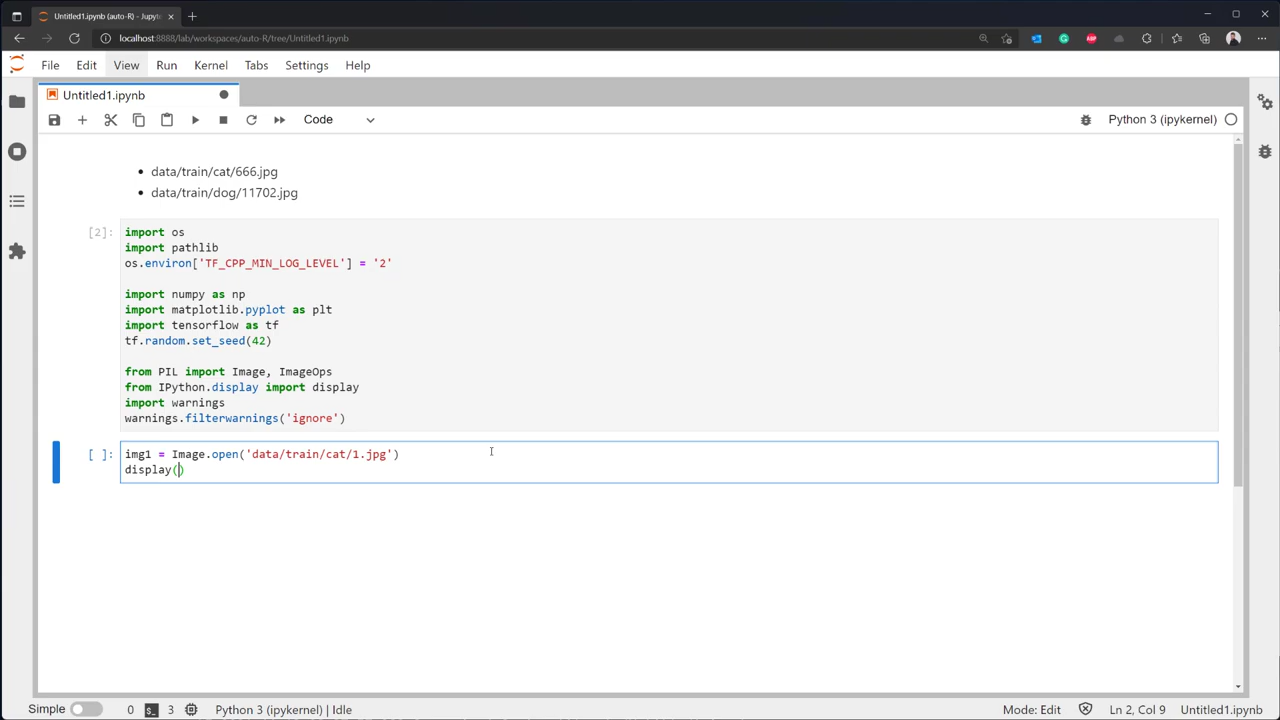 Untitled1.ipynb (auto-R) - Jupyte
localhost:8888/lab/workspaces/auto-R/tree/Untitled1.ipynb
ABP
File Edit View Run Kernel Tabs Settings Help
Untitled1.ipynb
Code
Python 3 (ipykernel)
data/train/cat/666.jpg
data/train/dog/11702.jpg
[2]:
import os
import pathlib
os.environ['TF_CPP_MIN_LOG_LEVEL'] = '2'
import numpy as np
import matplotlib.pyplot as plt
import tensorflow as tf
tf.random.set_seed(42)
from PIL import Image, ImageOps
from IPython.display import display
import warnings
warnings.filterwarnings('ignore')
[ ]:
img1 = Image.open('data/train/cat/1.jpg')
display()
Simple 0 3 Python 3 (ipykernel) | Idle Mode: Edit Ln 2, Col 9 Untitled1.ipynb